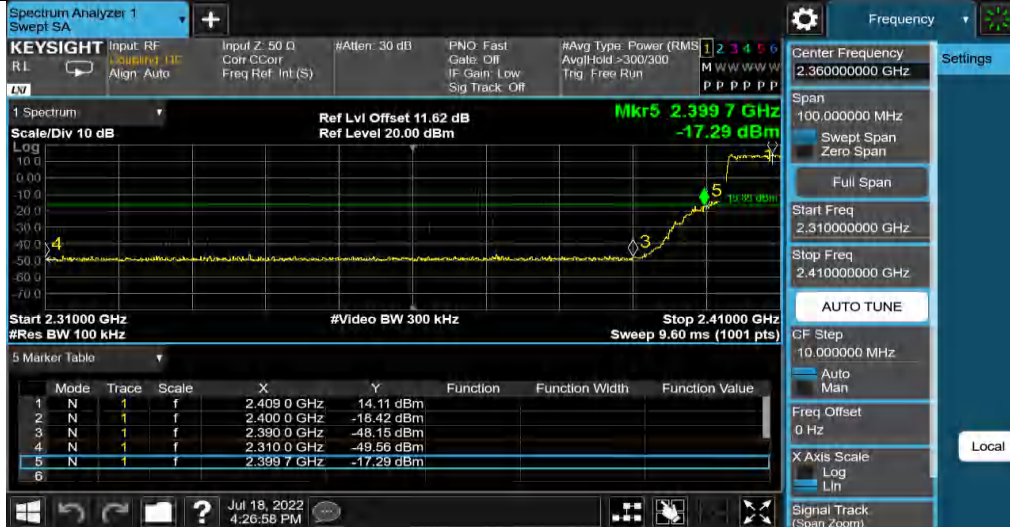 Spectrum Analyzer 1
Swept SA
+
Frequency
KEYSIGHT
RL
LXI
Input: RF
Coupling: DC
Align: Auto
Input Z: 50 Ω
Corr CCorr
Freq Ref: Int (S)
#Atten: 30 dB
PNO: Fast
Gate: Off
IF Gain: Low
Sig Track: Off
#Avg Type: Power (RMS
Avg|Hold >300/300
Trig: Free Run
1 2 3 4 5 6
M W W W W W
P P P P P P
1 Spectrum
Scale/Div 10 dB
Ref Lvl Offset 11.62 dB
Ref Level 20.00 dBm
Mkr5 2.399 7 GHz
-17.29 dBm
Log
10.0
0.00
-10.0
-20.0
-30.0
-40.0
-50.0
-60.0
-70.0
4
3
5
Start 2.31000 GHz
#Res BW 100 kHz
#Video BW 300 kHz
Stop 2.41000 GHz
Sweep 9.60 ms (1001 pts)
5 Marker Table
Mode Trace Scale X Y Function Function Width Function Value
1 N 1 f 2.409 0 GHz 14.11 dBm
2 N 1 f 2.400 0 GHz -18.42 dBm
3 N 1 f 2.390 0 GHz -48.15 dBm
4 N 1 f 2.310 0 GHz -49.56 dBm
5 N 1 f 2.399 7 GHz -17.29 dBm
6
Jul 18, 2022
4:26:58 PM
?
Center Frequency
2.360000000 GHz
Settings
Span
100.000000 MHz
Swept Span
Zero Span
Full Span
Start Freq
2.310000000 GHz
Stop Freq
2.410000000 GHz
AUTO TUNE
CF Step
10.000000 MHz
Auto
Man
Freq Offset
0 Hz
Local
X Axis Scale
Log
Lin
Signal Track
(Span Zoom)